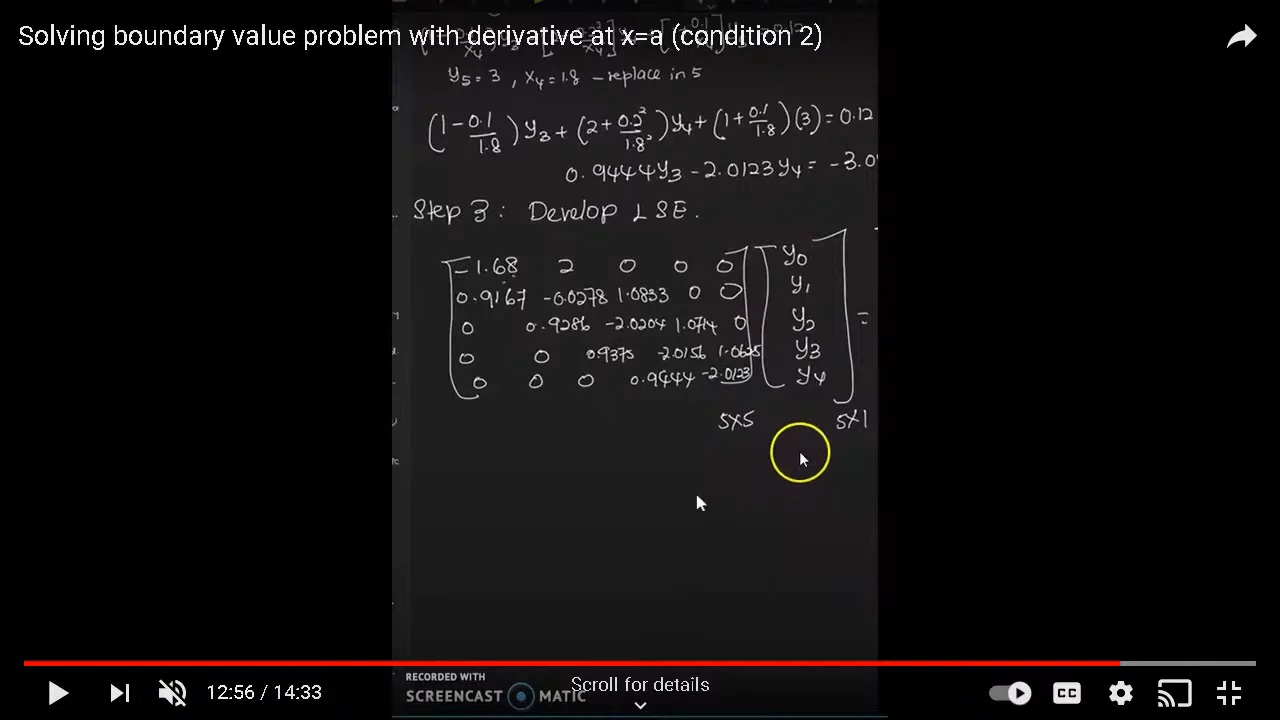 Solving boundary value problem with derivative at x=a (condition 2)
y5 = 3 , x4 = 1.8 – replace in 5
(1 - 0.1/1.8) y3 + (2 + 0.2²/1.8²) y4 + (1 + 0.1/1.8)(3) = 0.12
0.9444y3 - 2.0123y4 = -3.0
Step 3 : Develop LSE.
-1.68 2 0 0 0 y0
0.9167 -0.0278 1.0833 0 0 y1
0 0.9286 -2.0204 1.0714 0 y2 =
0 0 0.9375 -2.0156 1.0625 y3
0 0 0 0.9444 -2.0123 y4
5x5 5x1
RECORDED WITH
SCREENCAST MATIC
Scroll for details
12:56 / 14:33
CC